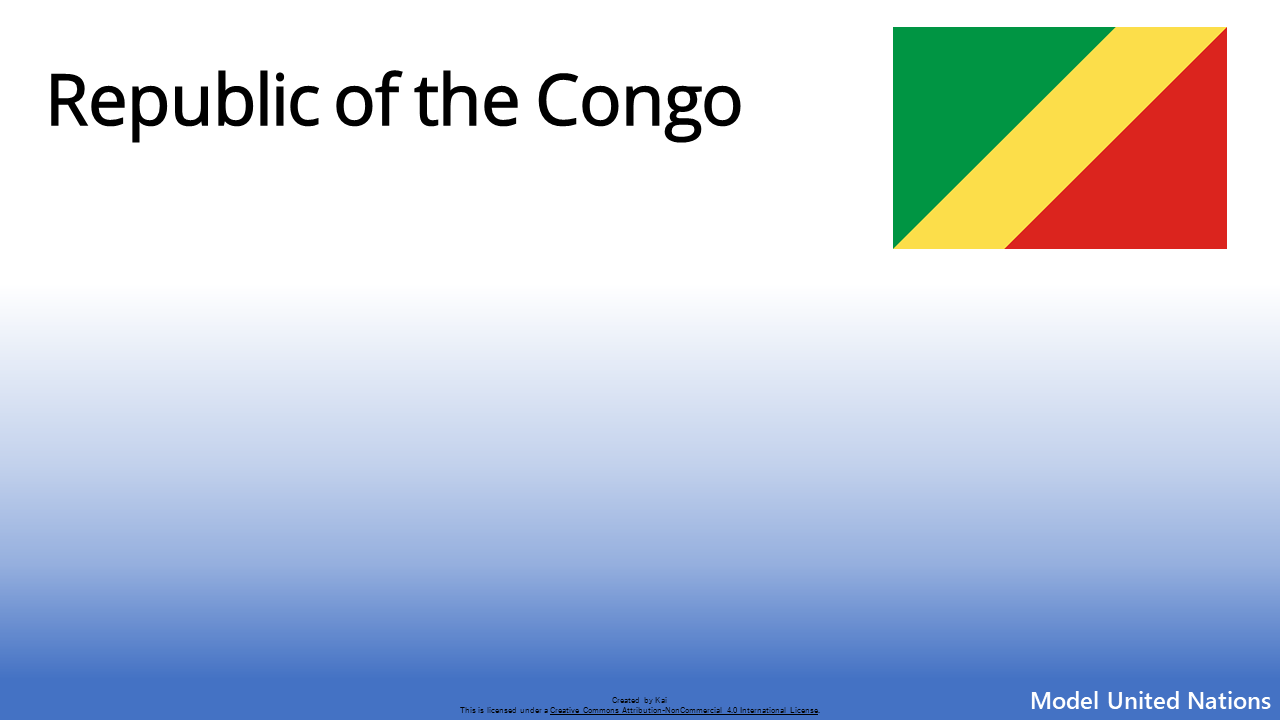 Republic of the Congo
Created by Kai
This is licensed under a Creative Commons Attribution-NonCommercial 4.0 International License.
Model United Nations